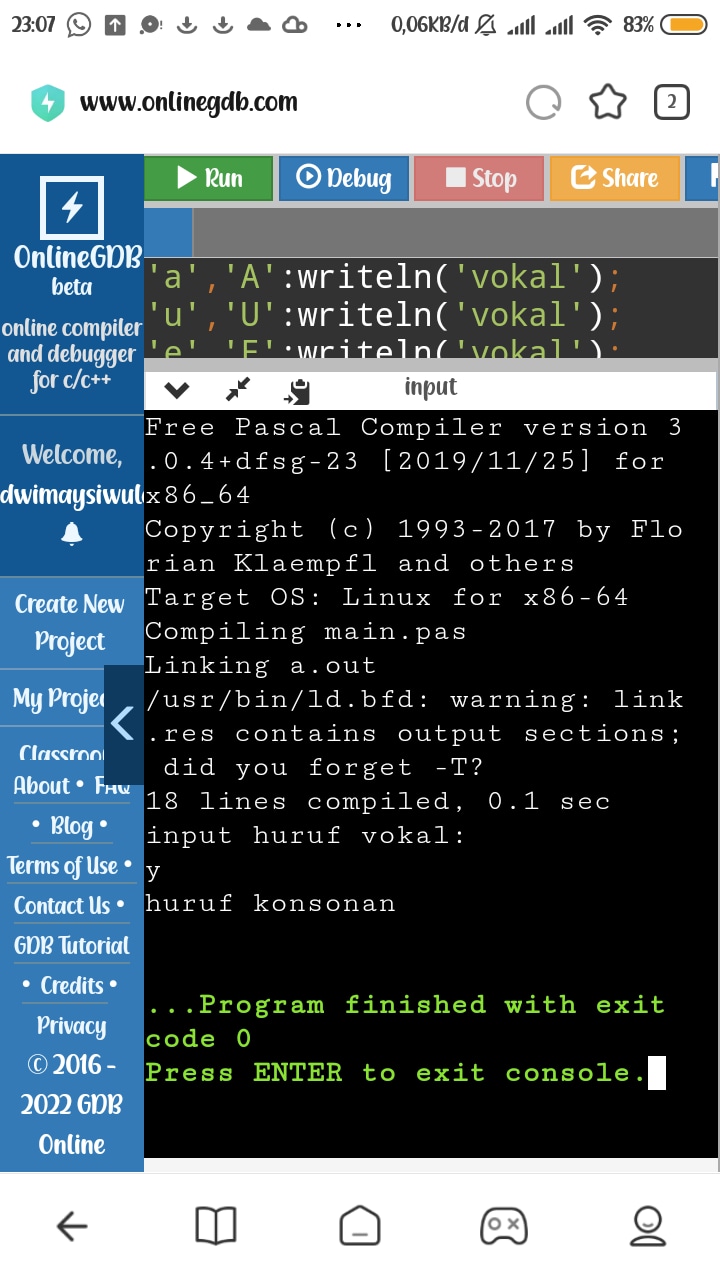 23:07 ... 0,06KB/d 83%
www.onlinegdb.com 2
Run Debug Stop Share
OnlineGDB
beta
online compiler
and debugger
for c/c++
Welcome,
Create New
Project
My
About • FAQ
• Blog •
Terms of Use •
Contact Us •
GDB Tutorial
• Credits •
Privacy
© 2016 -
2022 GDB
Online
'a','A':writeln('vokal');
'u','U':writeln('vokal');
'e','E':writeln('vokal');
input
Free Pascal Compiler version 3
.0.4+dfsg-23 [2019/11/25] for
x86_64
Copyright (c) 1993-2017 by Flo
rian Klaempfl and others
Target OS: Linux for x86-64
Compiling main.pas
Linking a.out
/usr/bin/ld.bfd: warning: link
.res contains output sections;
did you forget -T?
18 lines compiled, 0.1 sec
input huruf vokal:
y
huruf konsonan
...Program finished with exit
code 0
Press ENTER to exit console.